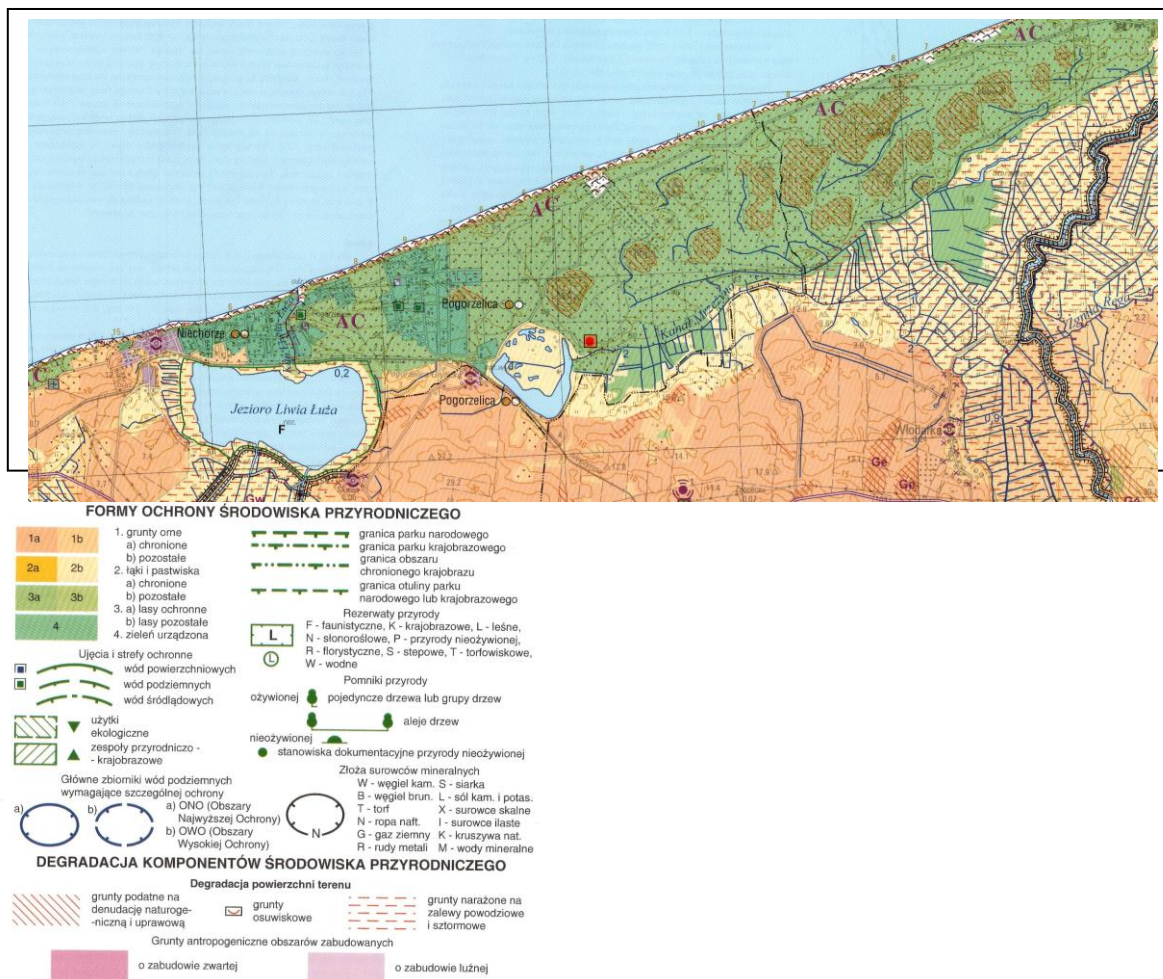 AC
AC
AC
AC
C
Niechorze
Pogorzelica
Pogorzelica
Kanał
Rega
Jezioro Liwia Łuża
rez.
F
0,2
2
2
0,9
Włodarka
Gw
Ge
Ge
FORMY OCHRONY ŚRODOWISKA PRZYRODNICZEGO
1a 1b
2a 2b
3a 3b
4
1. grunty orne
a) chronione
b) pozostałe
2. łąki i pastwiska
a) chronione
b) pozostałe
3. a) lasy ochronne
b) lasy pozostałe
4. zieleń urządzona
granica parku narodowego
granica parku krajobrazowego
granica obszaru
chronionego krajobrazu
granica otuliny parku
narodowego lub krajobrazowego
Rezerwaty przyrody
L
L
F - faunistyczne, K - krajobrazowe, L - leśne,
N - słonoroślowe, P - przyrody nieożywionej,
R - florystyczne, S - stepowe, T - torfowiskowe,
W - wodne
Ujęcia i strefy ochronne
wód powierzchniowych
wód podziemnych
wód śródlądowych
Pomniki przyrody
ożywionej pojedyncze drzewa lub grupy drzew
aleje drzew
nieożywionej
stanowiska dokumentacyjne przyrody nieożywionej
użytki
ekologiczne
zespoły przyrodniczo -
- krajobrazowe
Główne zbiorniki wód podziemnych
wymagające szczególnej ochrony
a) b)
a) ONO (Obszary
Najwyższej Ochrony)
b) OWO (Obszary
Wysokiej Ochrony)
Złoża surowców mineralnych
N
W - węgiel kam. S - siarka
B - węgiel brun. L - sól kam. i potas.
T - torf X - surowce skalne
N - ropa naft. I - surowce ilaste
G - gaz ziemny K - kruszywa nat.
R - rudy metali M - wody mineralne
DEGRADACJA KOMPONENTÓW ŚRODOWISKA PRZYRODNICZEGO
Degradacja powierzchni terenu
grunty podatne na
denudację naturoge-
-niczną i uprawową
grunty
osuwiskowe
grunty narażone na
zalewy powodziowe
i sztormowe
Grunty antropogeniczne obszarów zabudowanych
o zabudowie zwartej
o zabudowie luźnej